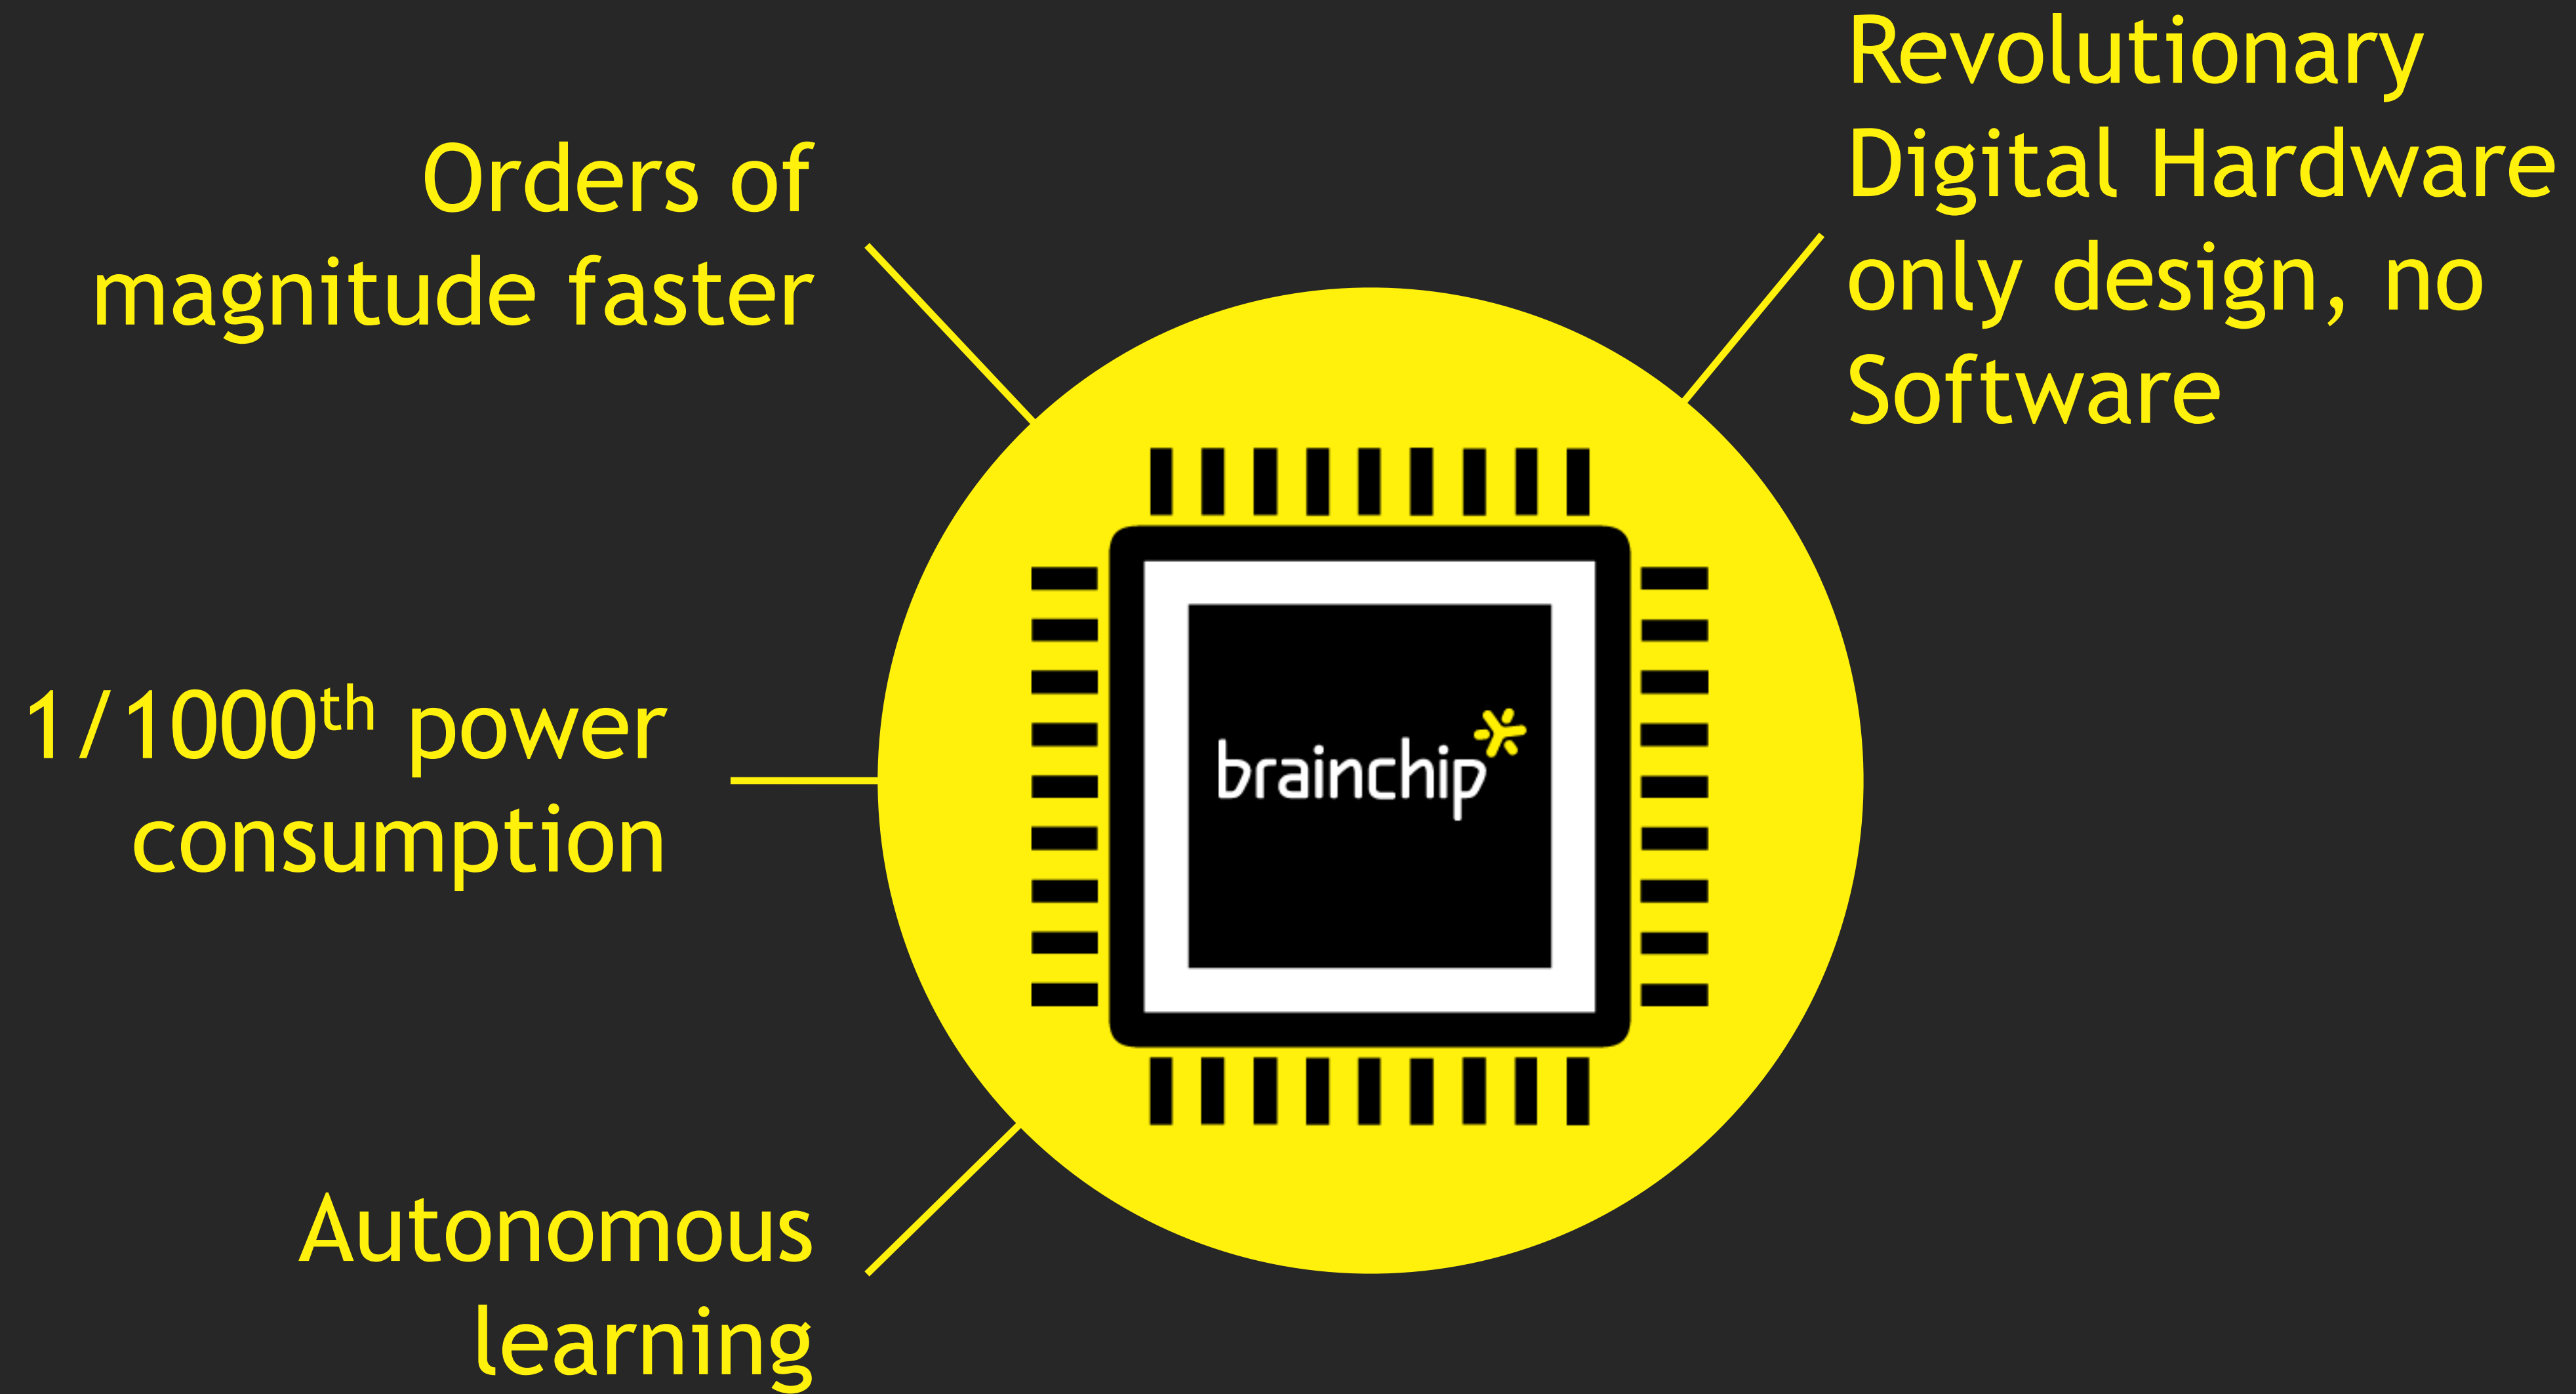 Orders of
magnitude faster
Revolutionary
Digital Hardware
only design, no
Software
1/1000th power
consumption
brainchip
Autonomous
learning